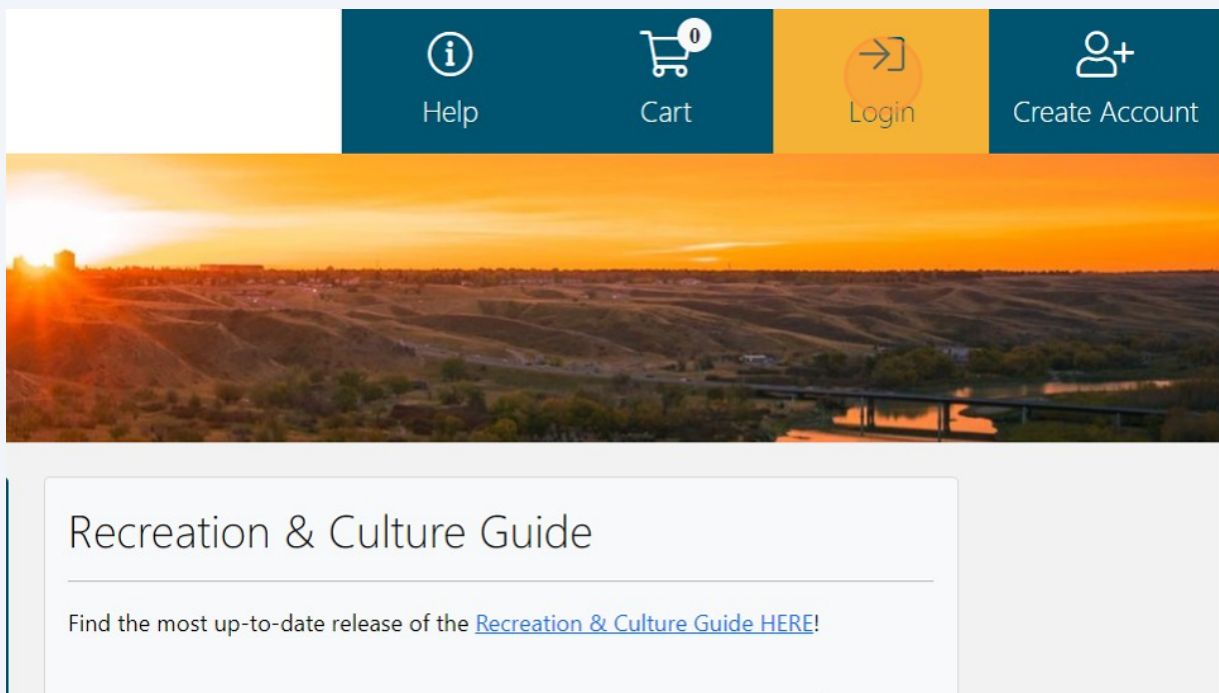 0
Help
Cart
Login
Create Account
Recreation & Culture Guide
Find the most up-to-date release of the Recreation & Culture Guide HERE!